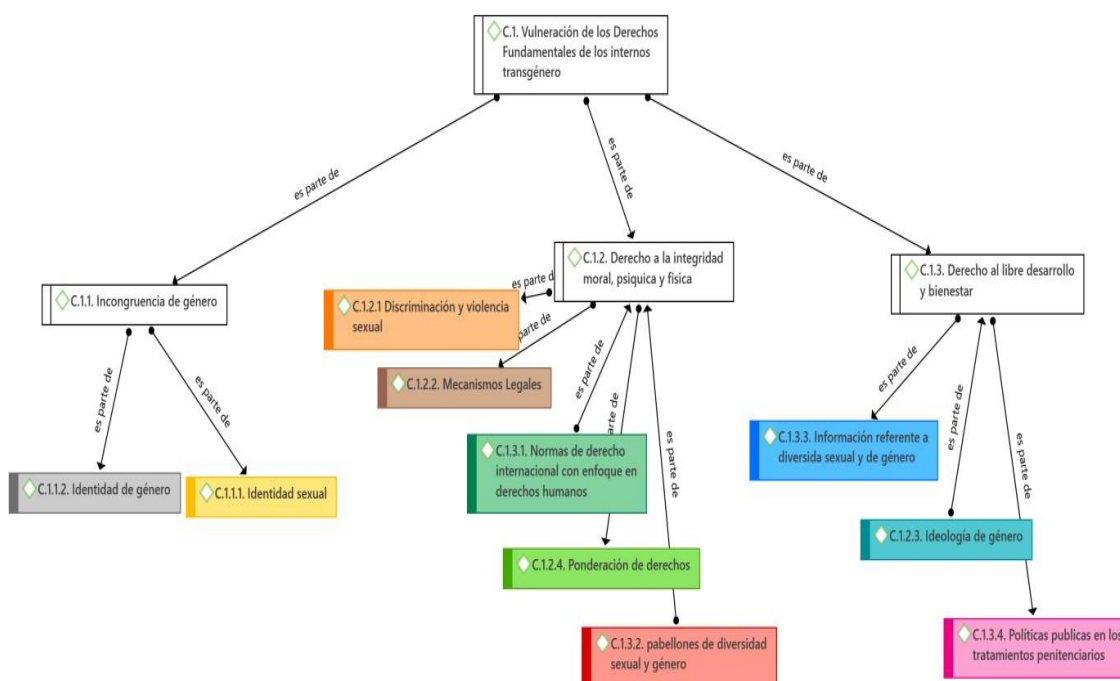 C.1. Vulneración de los Derechos
Fundamentales de los internos
transgénero
es parte de
es parte de
es parte de
C.1.2. Derecho a la integridad
moral, psiquica y fisica
C.1.3. Derecho al libre desarrollo
y bienestar
C.1.1. Incongruencia de género
es parte d
C.1.2.1 Discriminación y violencia
sexual
parte de
C.1.2.2. Mecanismos Legales
es parte de
es parte de
es parte de
parte de
es parte de
es parte de
es parte de
es parte de
C.1.3.1. Normas de derecho
internacional con enfoque en
derechos humanos
C.1.3.3. Información referente a
diversida sexual y de género
C.1.1.2. Identidad de género
C.1.1.1. Identidad sexual
C.1.2.3. Ideología de género
C.1.2.4. Ponderación de derechos
C.1.3.2. pabellones de diversidad
sexual y género
C.1.3.4. Políticas publicas en los
tratamientos penitenciarios